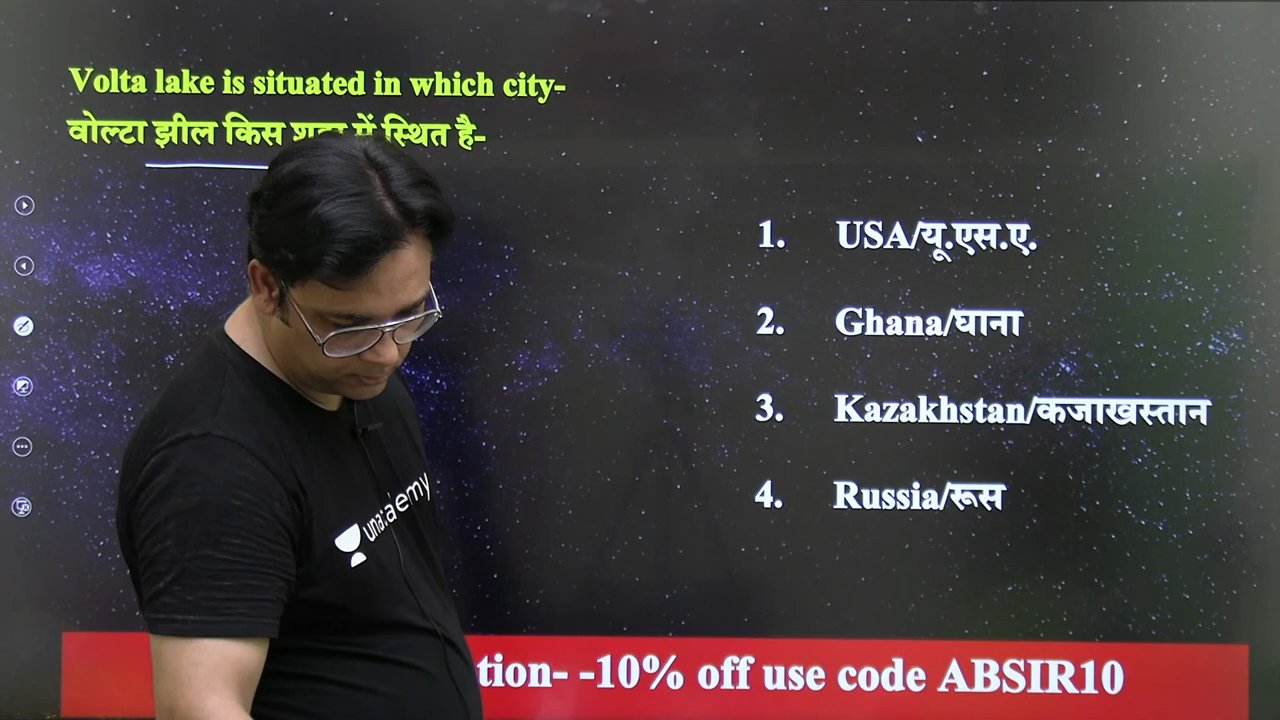 Volta lake is situated in which city-
वोल्टा झील किस में स्थित है-
1. USA/यू.एस.ए.
2. Ghana/घाना
3. Kazakhstan/कजाखस्तान
4. Russia/रूस
tion- -10% off use code ABSIR10